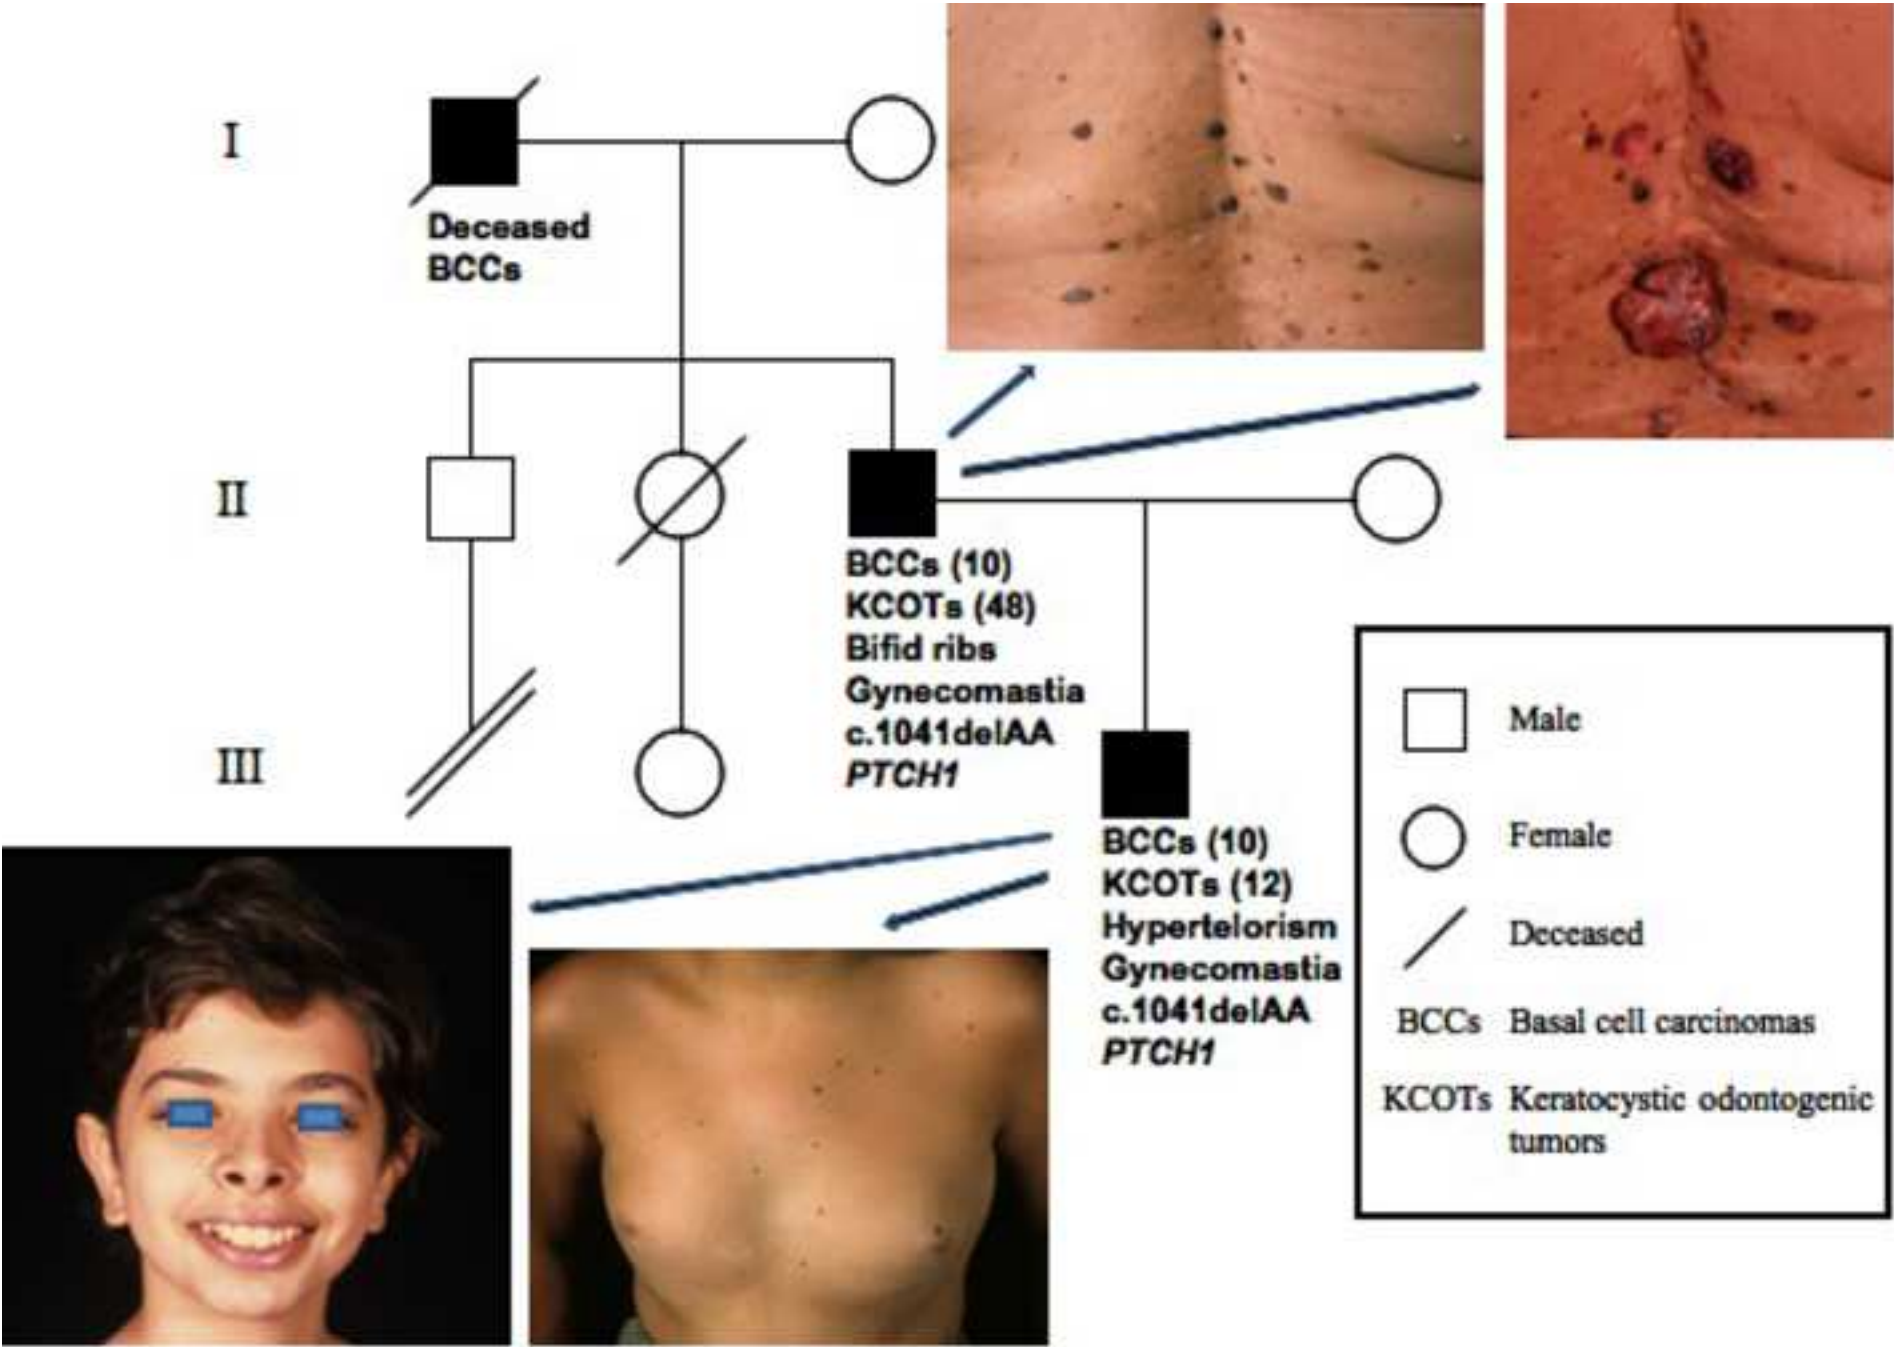 I
Deceased
BCCs
II
BCCs (10)
KCOTs (48)
Bifid ribs
Gynecomastia
c.1041delAA
PTCH1
III
BCCs (10)
KCOTs (12)
Hypertelorism
Gynecomastia
c.1041delAA
PTCH1
Male
Female
Deceased
BCCs Basal cell carcinomas
KCOTs Keratocystic odontogenic
tumors